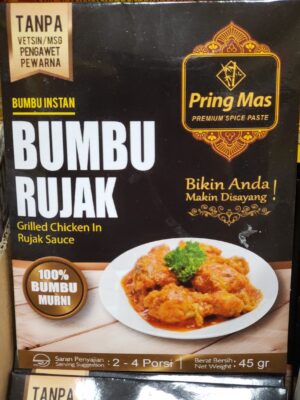 TANPA
VETSIN/MSG
PENGAWET
PEWARNA
Pring Mas
PREMIUM SPICE PASTE
BUMBU INSTAN
BUMBU
RUJAK
Grilled Chicken In
Rujak Sauce
Bikin Anda
Makin Disayang!
100%
BUMBU
MURNI
Saran Penyajian
Serving Suggestion : 2 - 4 Porsi
Berat Bersih
Net Weight : 45 gr
TANPA